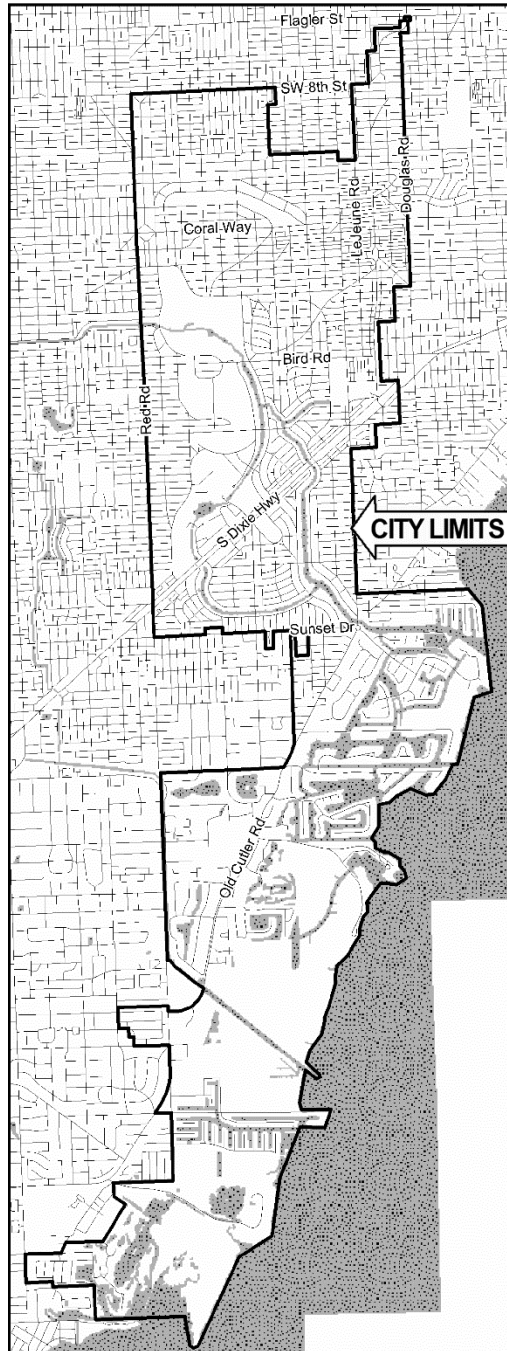 Flagler St
SW 8th St
Douglas Rd
LeJeune Rd
Coral Way
Bird Rd
Red Rd
S Dixie Hwy
CITY LIMITS
Sunset Dr
Old Cutler Rd